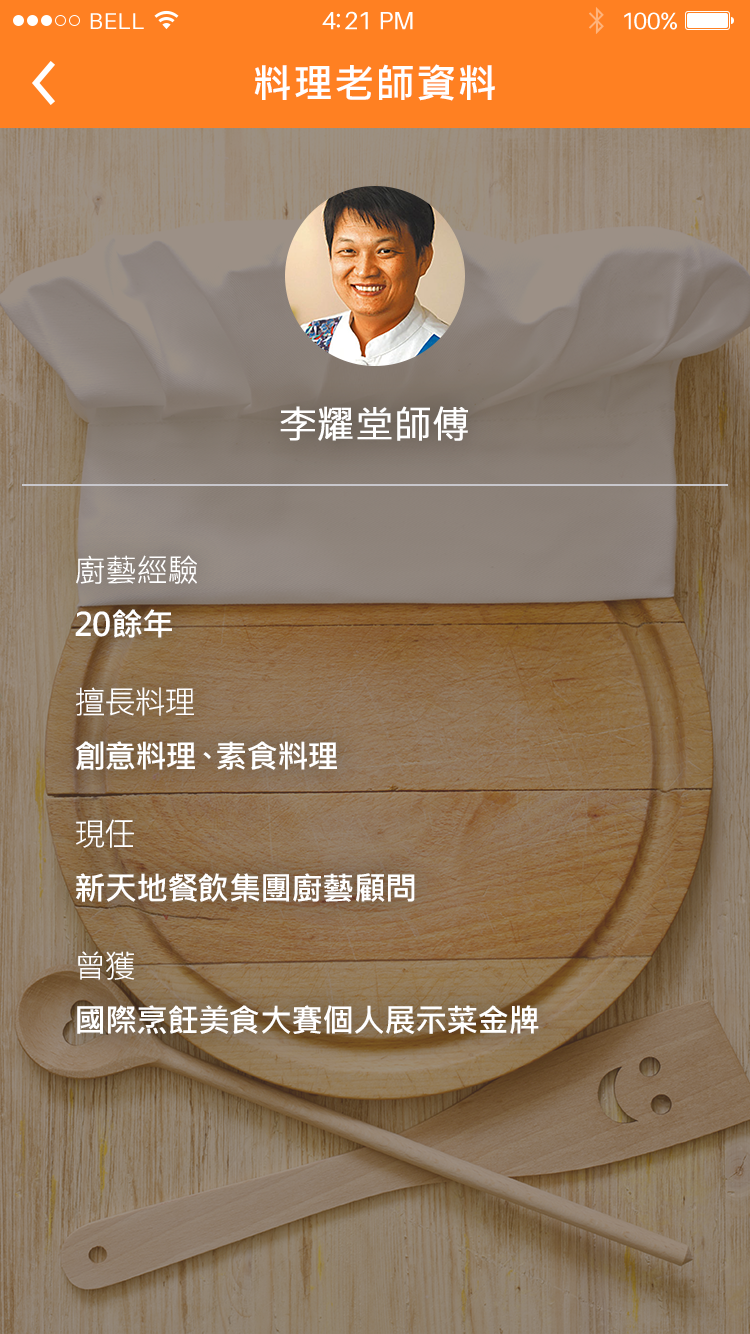 BELL 4:21 PM 100%
料理老師資料
李耀堂師傅
廚藝經驗
20餘年
擅長料理
創意料理、素食料理
現任
新天地餐飲集團廚藝顧問
曾獲
國際烹飪美食大賽個人展示菜金牌